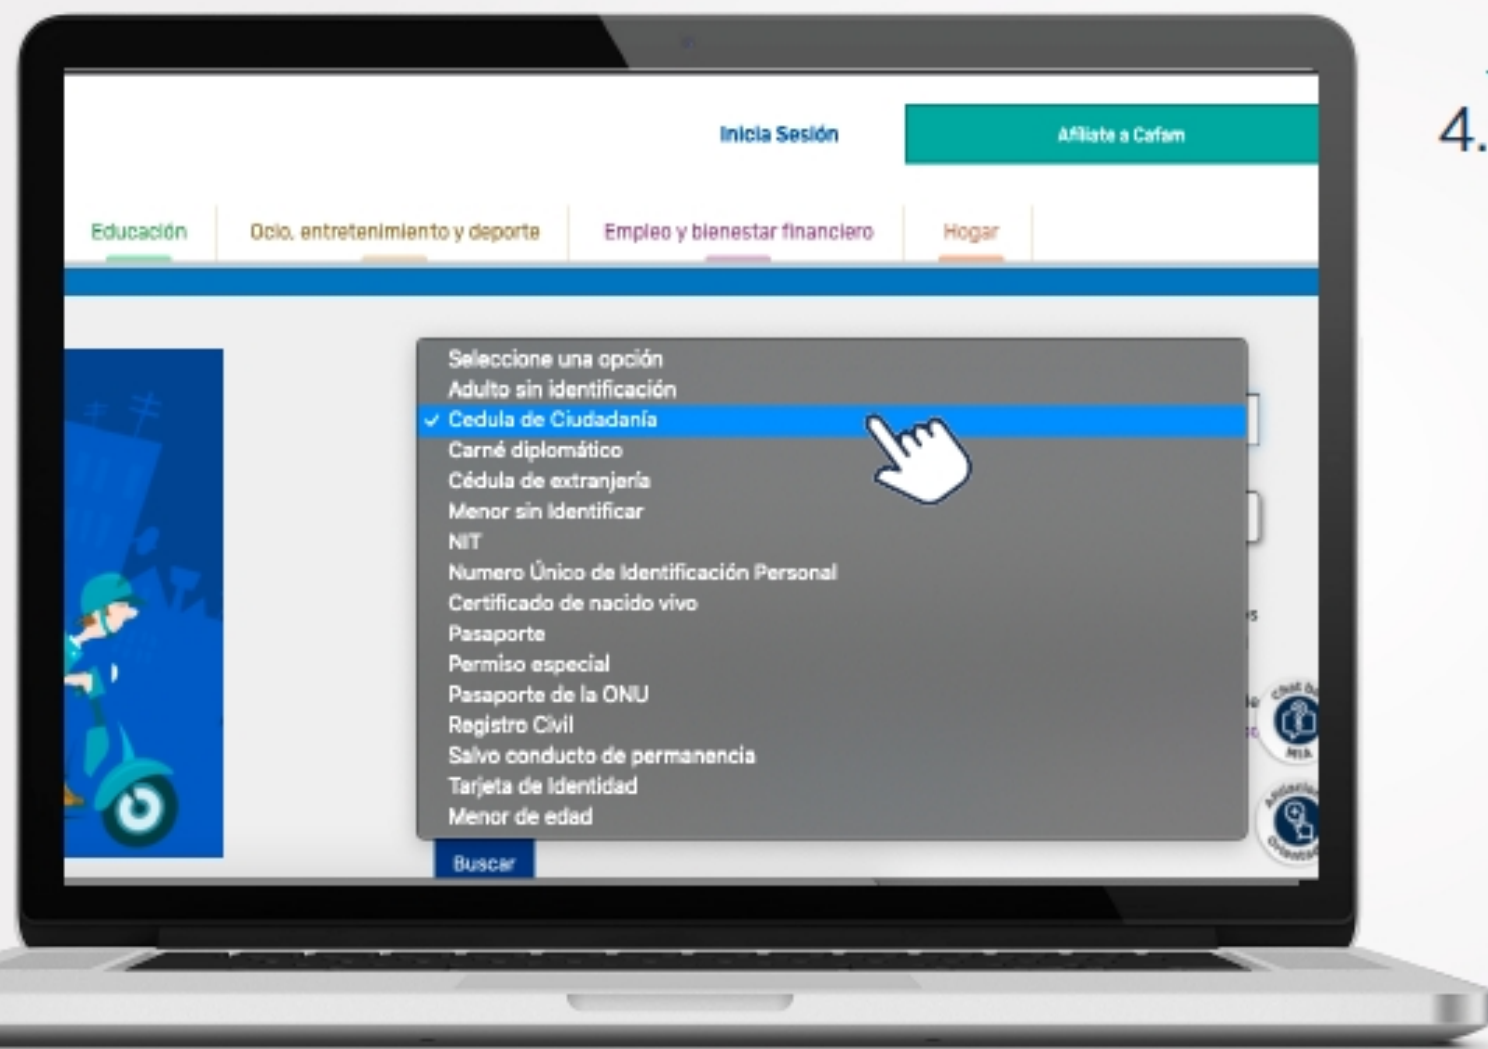 4.
Inicia Sesión
Afíliate a Cafam
Educación
Ocio, entretenimiento y deporte
Empleo y bienestar financiero
Hogar
Seleccione una opción
Adulto sin identificación
✓ Cedula de Ciudadanía
Carné diplomático
Cédula de extranjería
Menor sin Identificar
NIT
Numero Único de Identificación Personal
Certificado de nacido vivo
Pasaporte
Permiso especial
Pasaporte de la ONU
Registro Civil
Salvo conducto de permanencia
Tarjeta de Identidad
Menor de edad
Chat
MIA
Buscar